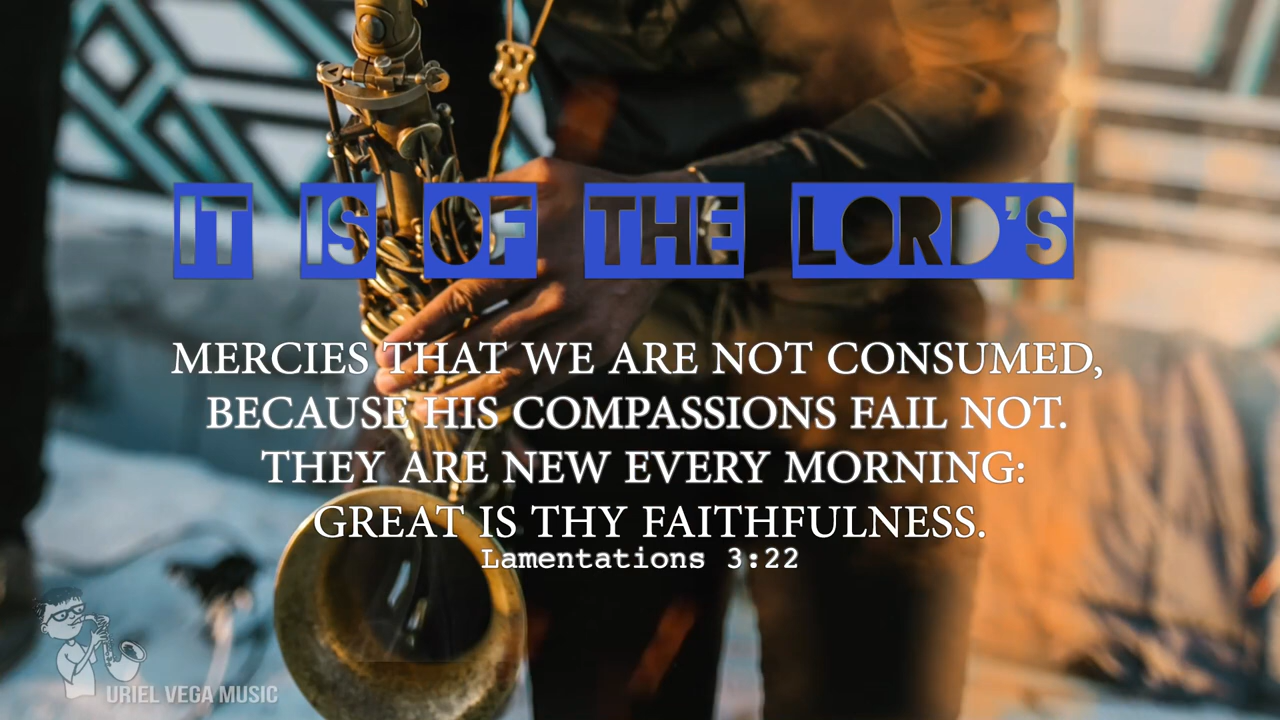 IT IS OF THE LORD'S
MERCIES THAT WE ARE NOT CONSUMED,
BECAUSE HIS COMPASSIONS FAIL NOT.
THEY ARE NEW EVERY MORNING:
GREAT IS THY FAITHFULNESS.
Lamentations 3:22
URIEL VEGA MUSIC